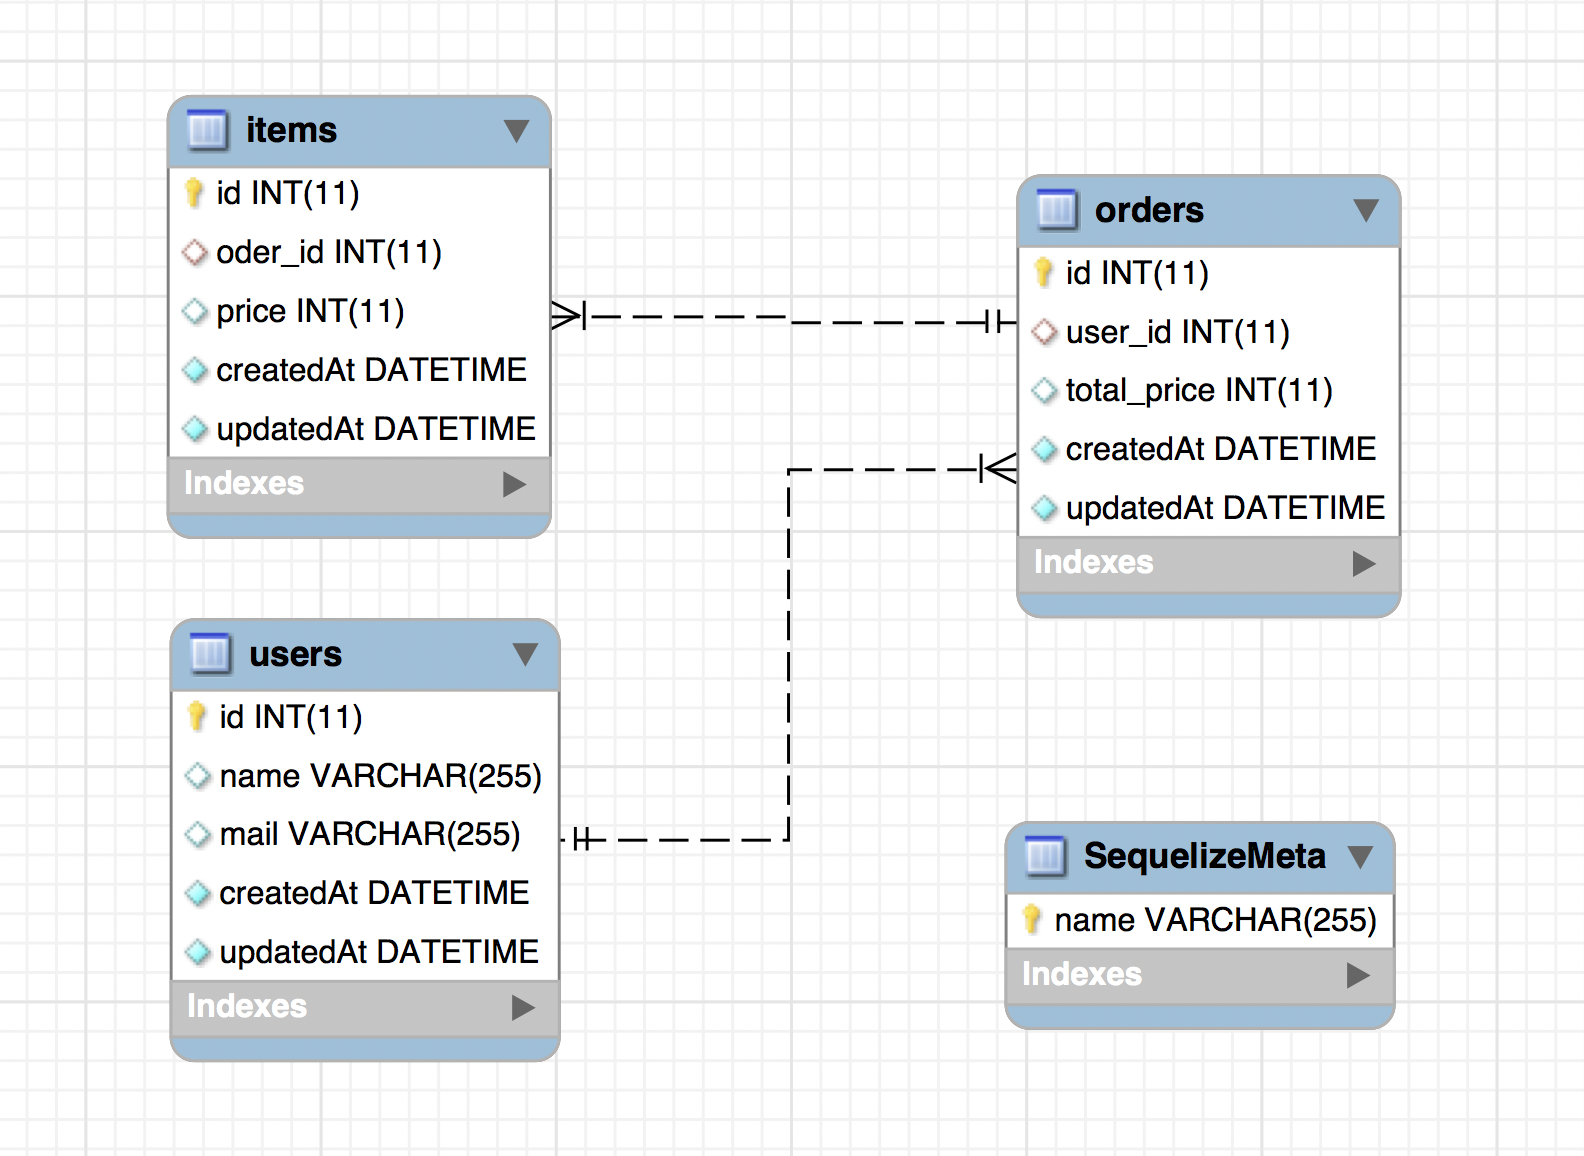 items
id INT(11)
oder_id INT(11)
price INT(11)
createdAt DATETIME
updatedAt DATETIME
Indexes
orders
id INT(11)
user_id INT(11)
total_price INT(11)
createdAt DATETIME
updatedAt DATETIME
Indexes
users
id INT(11)
name VARCHAR(255)
mail VARCHAR(255)
createdAt DATETIME
updatedAt DATETIME
Indexes
SequelizeMeta
name VARCHAR(255)
Indexes